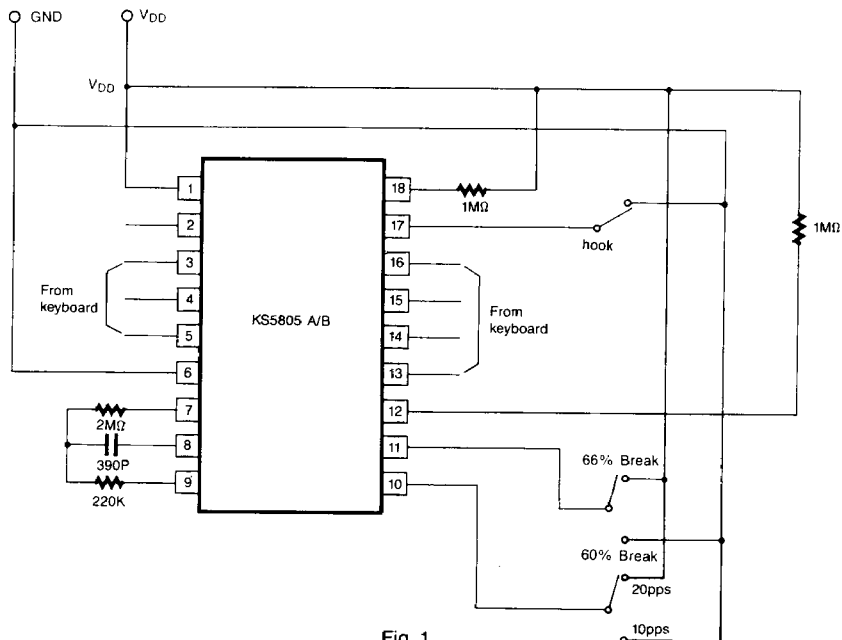 GND
VDD
VDD
1
2
3
4
5
6
7
8
9
18
17
16
15
14
13
12
11
10
KS5805 A/B
From
keyboard
From
keyboard
1MΩ
hook
1MΩ
2MΩ
390P
220K
66% Break
60% Break
20pps
10pps
Fig. 1